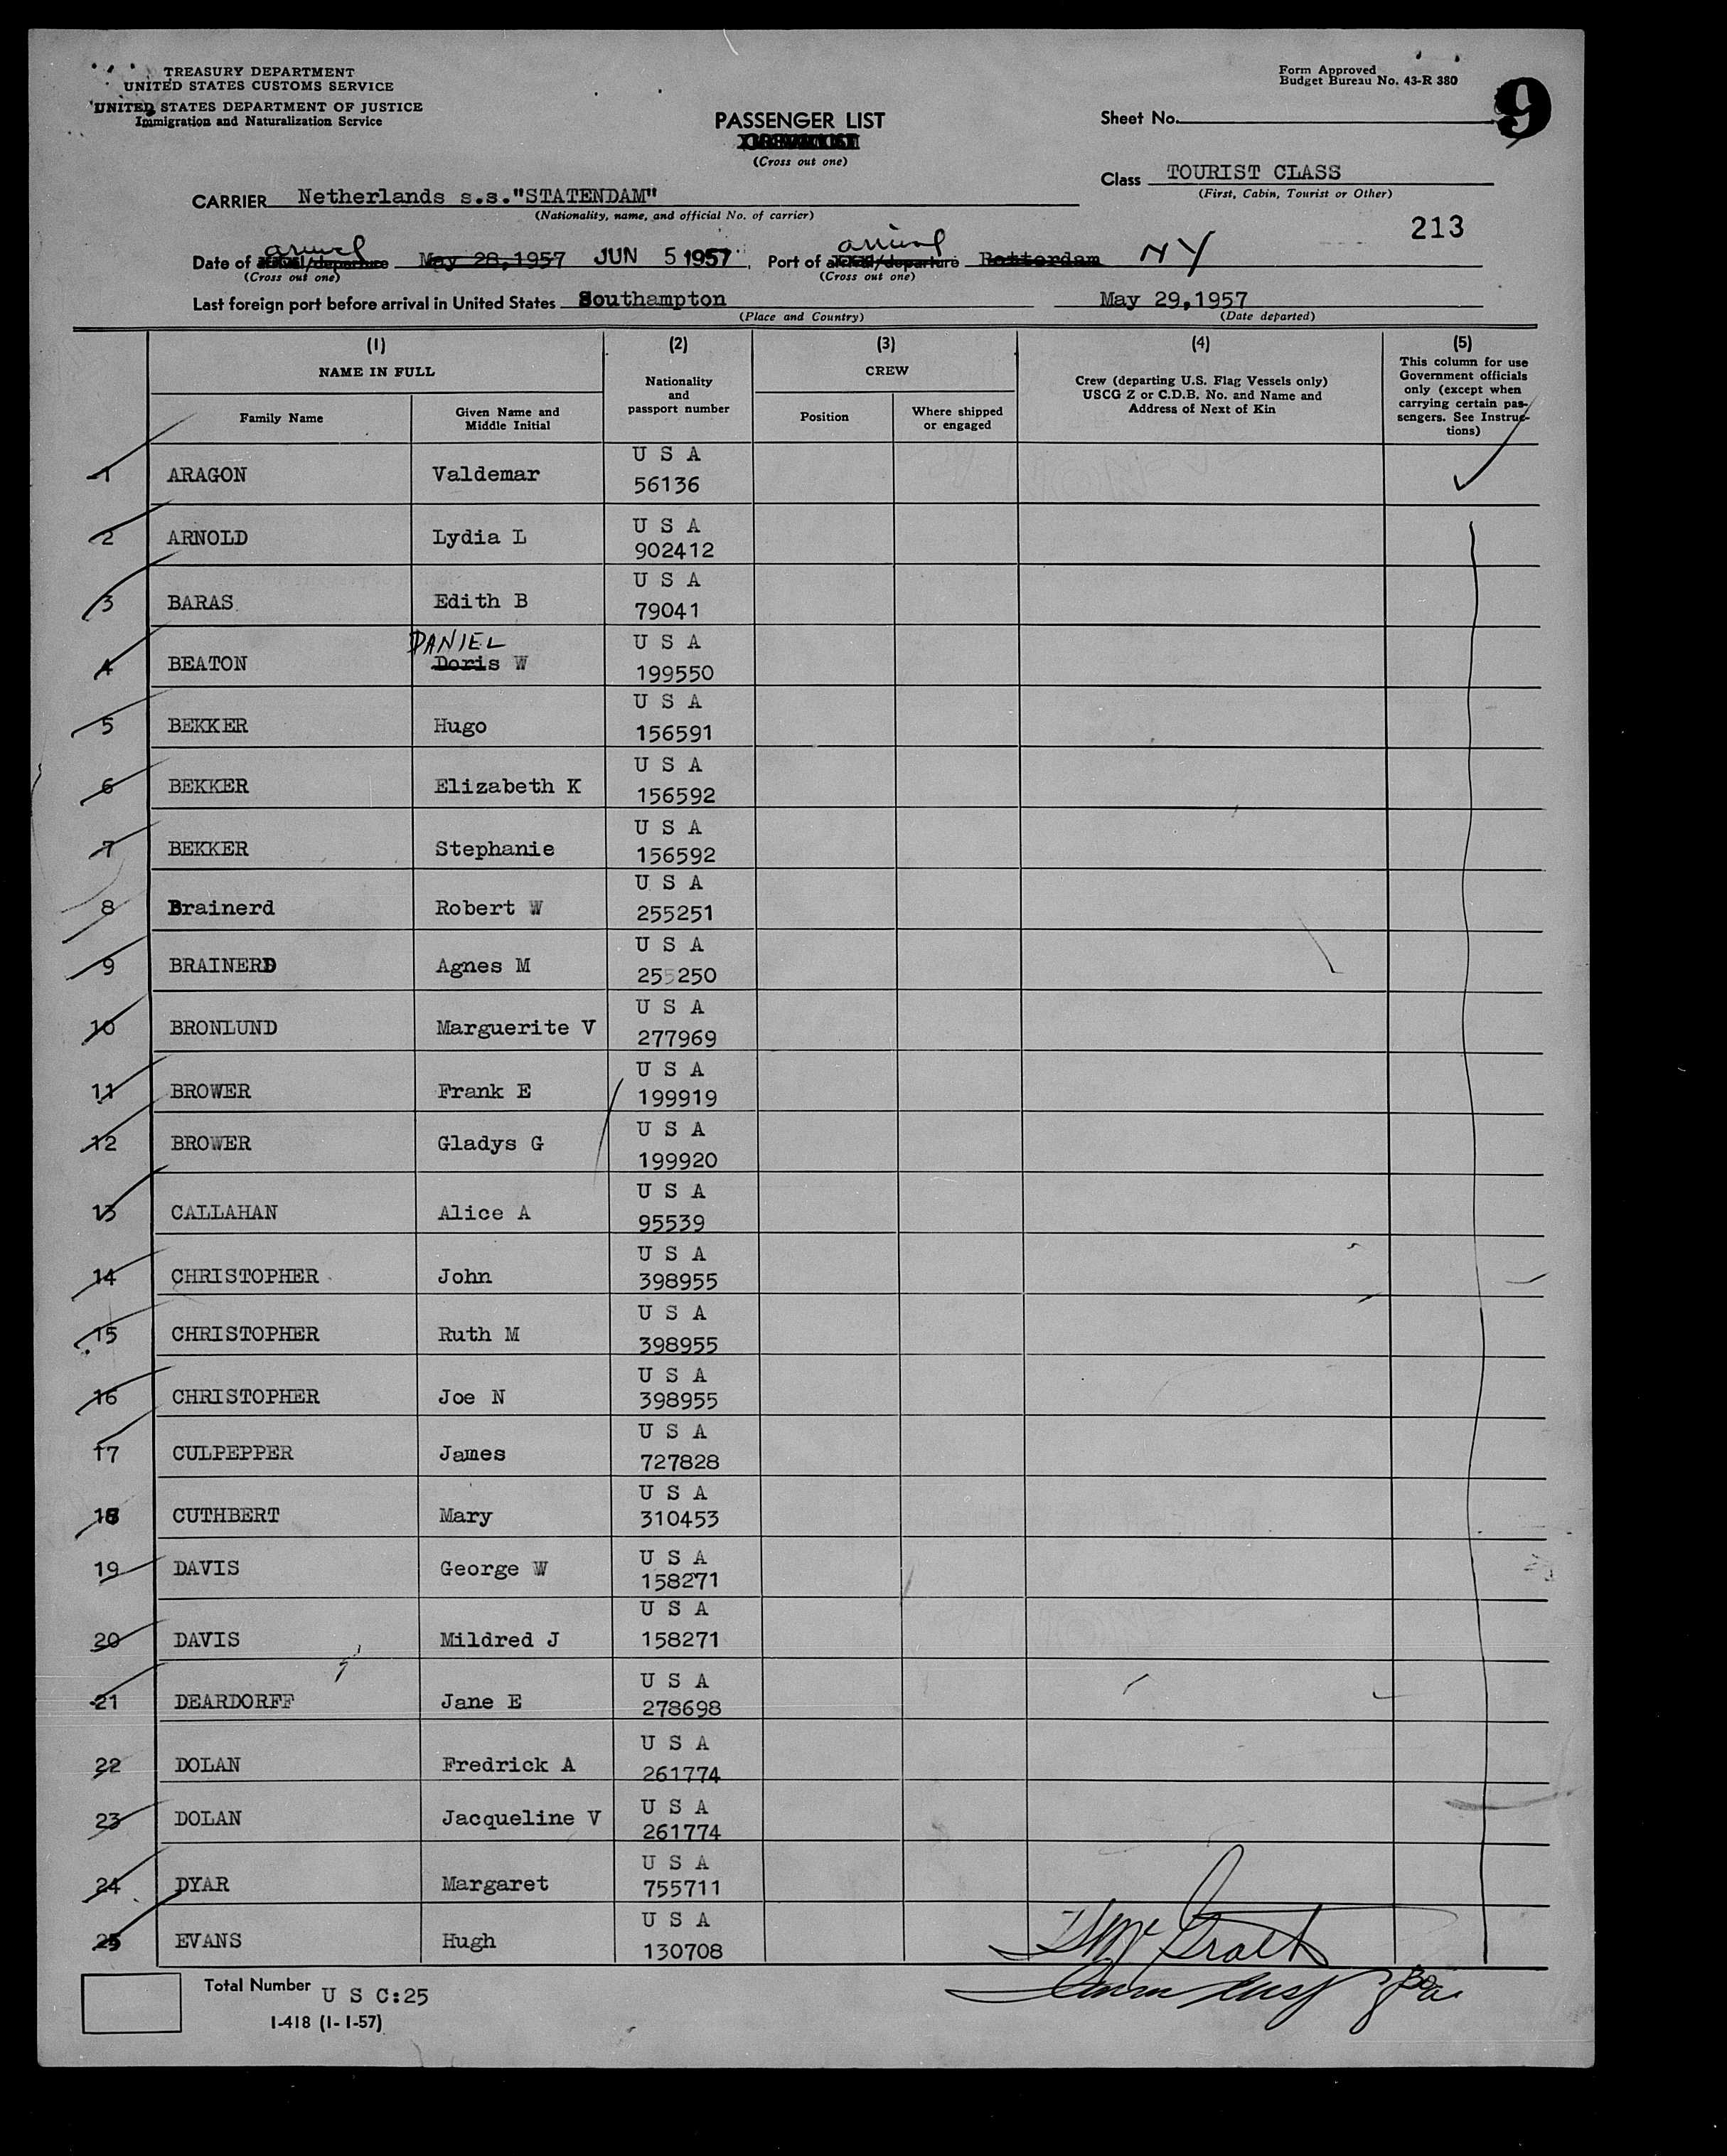 TREASURY DEPARTMENT
UNITED STATES CUSTOMS SERVICE
UNITED STATES DEPARTMENT OF JUSTICE
Immigration and Naturalization Service
Form Approved
Budget Bureau No. 43-R 380
9
PASSENGER LIST
(Cross out one)
Sheet No.
Class TOURIST CLASS
(First, Cabin, Tourist or Other)
CARRIER Netherlands s.s."STATENDAM"
(Nationality, name, and official No. of carrier)
213
arrival arrival
Date of arrival/departure May 28,1957 JUN 5 1957 Port of arrival/departure Rotterdam NY
(Cross out one) (Cross out one)
Last foreign port before arrival in United States Southampton May 29,1957
(Place and Country) (Date departed)
(1) (2) (3) (4) (5)
NAME IN FULL
Family Name
Given Name and
Middle Initial
Nationality
and
passport number
CREW
Position
Where shipped
or engaged
Crew (departing U.S. Flag Vessels only)
USCG Z or C.D.B. No. and Name and
Address of Next of Kin
This column for use
Government officials
only (except when
carrying certain pas-
sengers. See Instruc-
tions)
1 ARAGON Valdemar U S A
56136
2 ARNOLD Lydia L U S A
902412
3 BARAS Edith B U S A
79041
DANIEL
4 BEATON Doris W U S A
199550
5 BEKKER Hugo U S A
156591
6 BEKKER Elizabeth K U S A
156592
7 BEKKER Stephanie U S A
156592
8 Brainerd Robert W U S A
255251
9 BRAINERD Agnes M U S A
255250
10 BRONLUND Marguerite V U S A
277969
11 BROWER Frank E U S A
199919
12 BROWER Gladys G U S A
199920
13 CALLAHAN Alice A U S A
95539
14 CHRISTOPHER John U S A
398955
15 CHRISTOPHER Ruth M U S A
398955
16 CHRISTOPHER Joe N U S A
398955
17 CULPEPPER James U S A
727828
18 CUTHBERT Mary U S A
310453
19 DAVIS George W U S A
158271
20 DAVIS Mildred J U S A
158271
21 DEARDORFF Jane E U S A
278698
22 DOLAN Fredrick A U S A
261774
23 DOLAN Jacqueline V U S A
261774
24 DYAR Margaret U S A
755711
25 EVANS Hugh U S A
130708
Total Number U S C:25
I-418 (1-1-57)